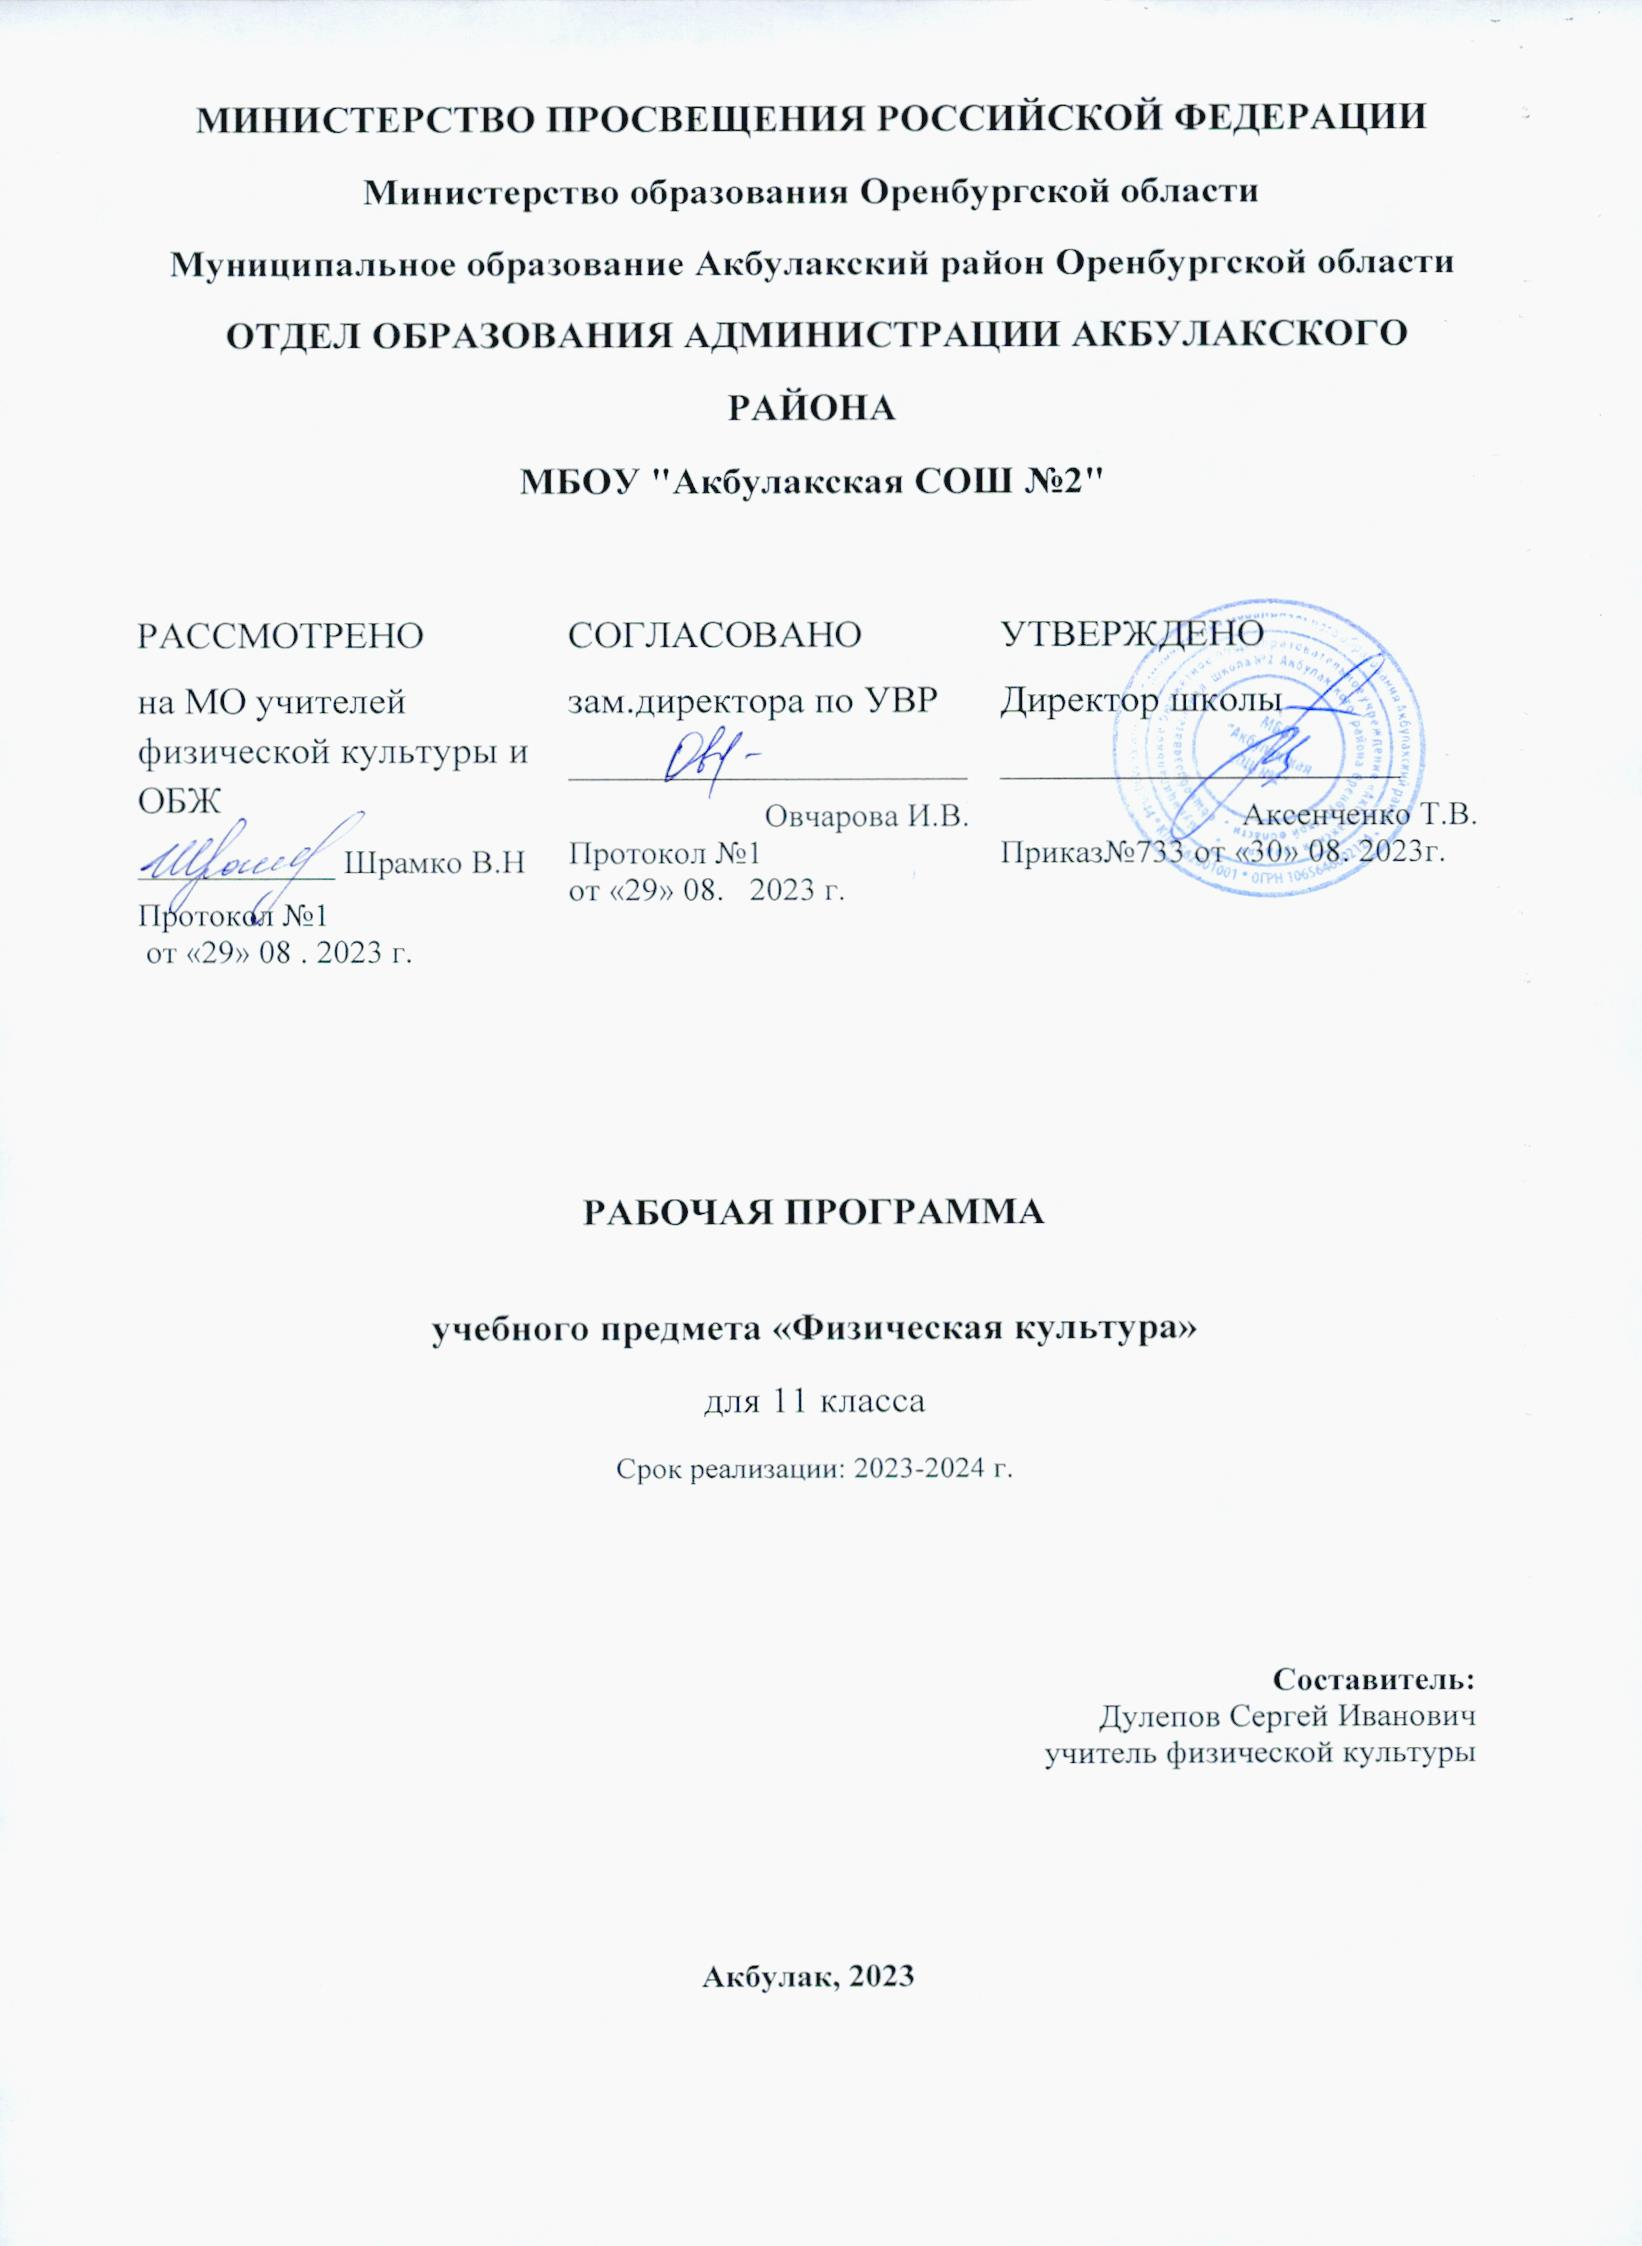 МИНИСТЕРСТВО ПРОСВЕЩЕНИЯ РОССИЙСКОЙ ФЕДЕРАЦИИ
Министерство образования Оренбургской области
Муниципальное образование Акбулакский район Оренбургской области
ОТДЕЛ ОБРАЗОВАНИЯ АДМИНИСТРАЦИИ АКБУЛАКСКОГО
РАЙОНА
МБОУ "Акбулакская СОШ №2"
РАССМОТРЕНО
на МО учителей
физической культуры и
ОБЖ
Шрамко В.Н
Протокол №1
от «29» 08 . 2023 г.
СОГЛАСОВАНО
зам.директора по УВР
Овчарова И.В.
Протокол №1
от «29» 08. 2023 г.
УТВЕРЖДЕНО
Директор школы
Аксенченко Т.В.
Приказ№733 от «30» 08. 2023г.
РАБОЧАЯ ПРОГРАММА
учебного предмета «Физическая культура»
для 11 класса
Срок реализации: 2023-2024 г.
Составитель:
Дулепов Сергей Иванович
учитель физической культуры
Акбулак, 2023